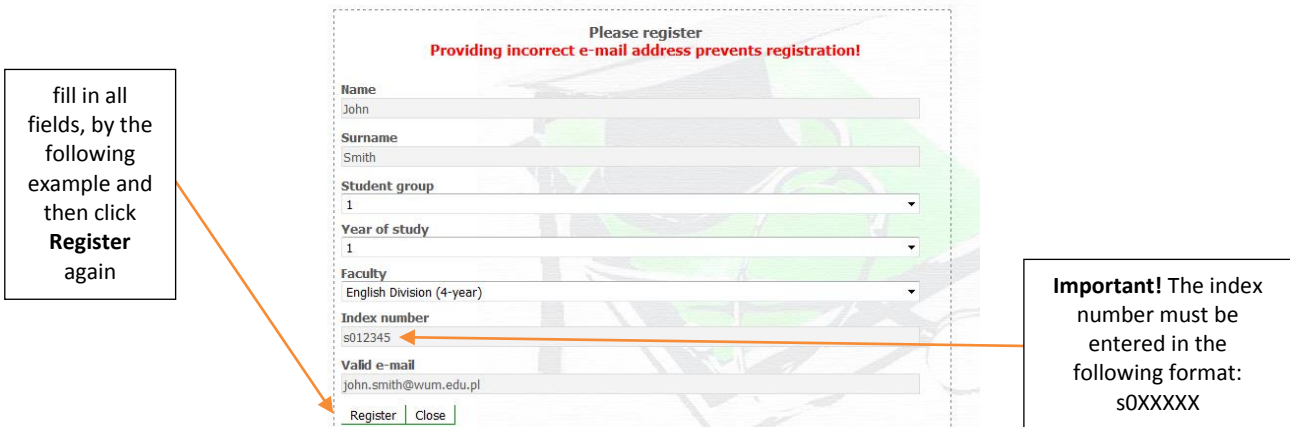 Please register
Providing incorrect e-mail address prevents registration!
fill in all
fields, by the
following
example and
then click
Register
again
Name
John
Surname
Smith
Student group
1
Year of study
1
Faculty
English Division (4-year)
Index number
s012345
Valid e-mail
john.smith@wum.edu.pl
Register Close
Important! The index
number must be
entered in the
following format:
s0XXXXX